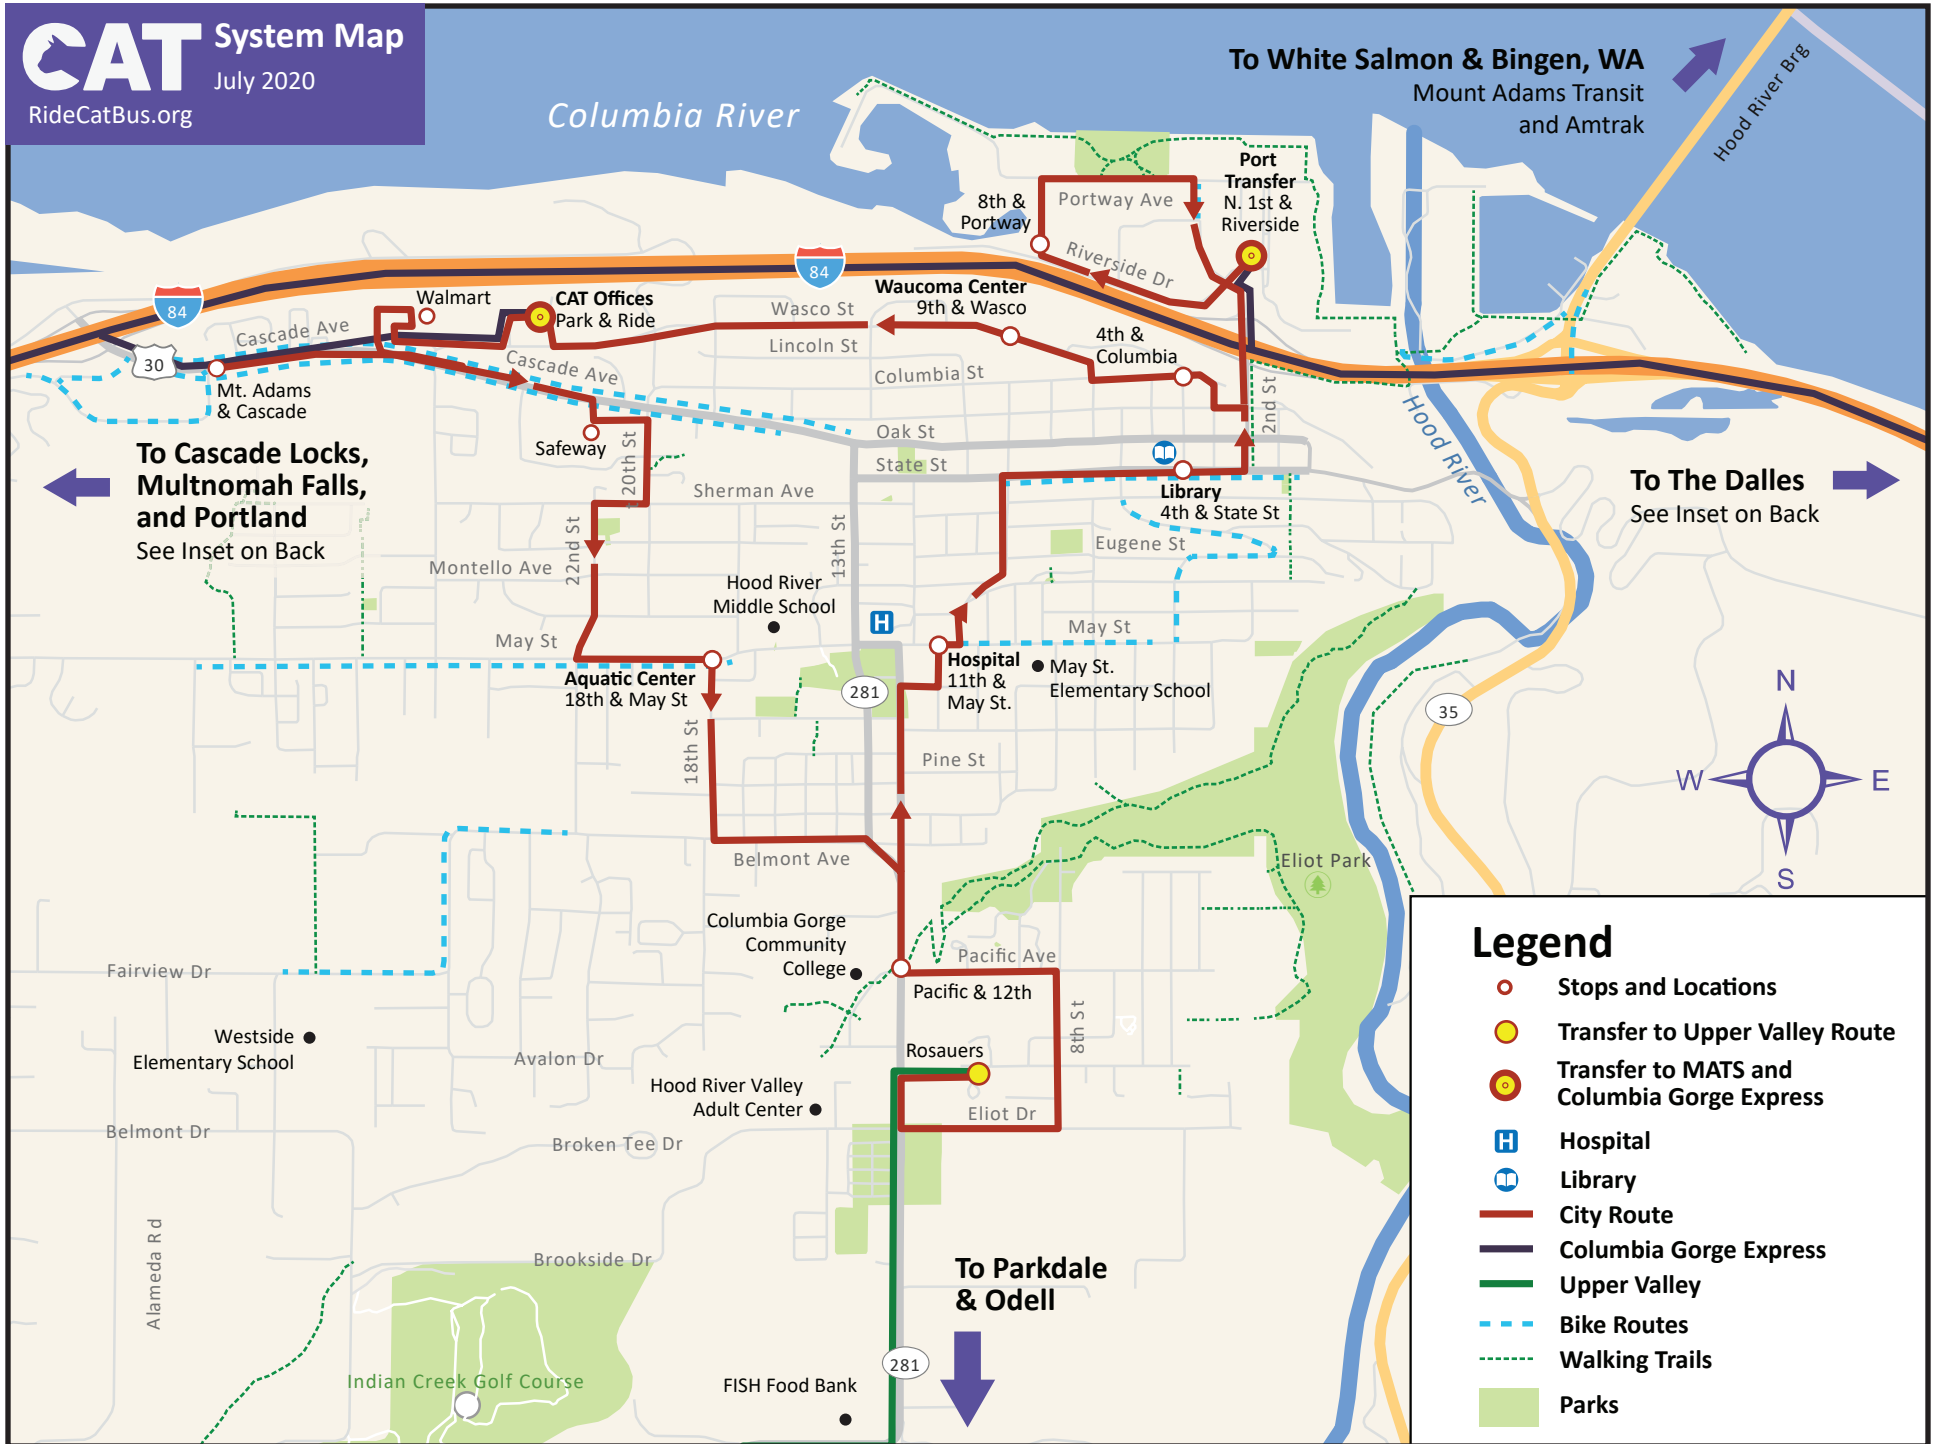 CAT System Map
July 2020
RideCatBus.org
Columbia River
To White Salmon & Bingen, WA
Mount Adams Transit
and Amtrak
Hood River Brg
Port
Transfer
N. 1st &
Riverside
8th &
Portway
Portway Ave
Riverside Dr
84
84
Walmart
CAT Offices
Park & Ride
Waucoma Center
9th & Wasco
Wasco St
Lincoln St
4th &
Columbia
Columbia St
Cascade Ave
30
Cascade Ave
Mt. Adams
& Cascade
2nd St
Hood River
To Cascade Locks,
Multnomah Falls,
and Portland
See Inset on Back
Safeway
20th St
Oak St
State St
Sherman Ave
Library
4th & State St
To The Dalles
See Inset on Back
22nd St
13th St
Eugene St
Montello Ave
Hood River
Middle School
H
May St
May St
Aquatic Center
18th & May St
Hospital
11th &
May St.
May St.
Elementary School
281
35
N
W
E
S
18th St
Pine St
Belmont Ave
Eliot Park
Columbia Gorge
Community
College
Pacific Ave
Pacific & 12th
Fairview Dr
8th St
Westside
Elementary School
Avalon Dr
Rosauers
Hood River Valley
Adult Center
Eliot Dr
Belmont Dr
Broken Tee Dr
Alameda Rd
Brookside Dr
To Parkdale
& Odell
281
Indian Creek Golf Course
FISH Food Bank
Legend
Stops and Locations
Transfer to Upper Valley Route
Transfer to MATS and
Columbia Gorge Express
H Hospital
Library
City Route
Columbia Gorge Express
Upper Valley
Bike Routes
Walking Trails
Parks